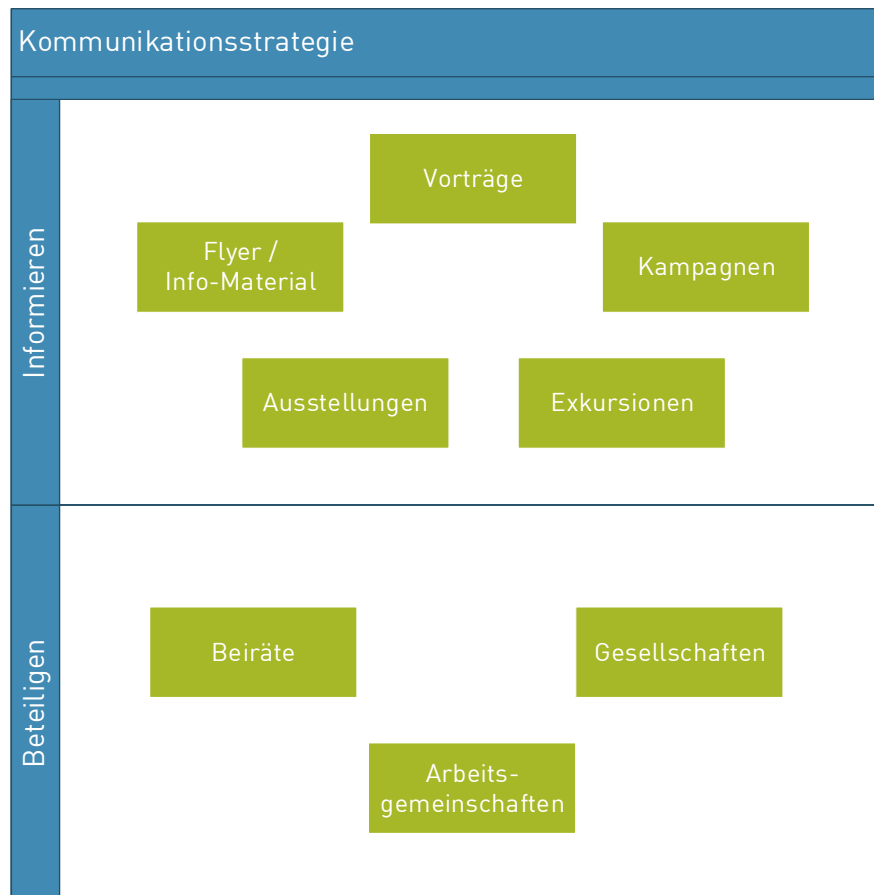 Kommunikationsstrategie
Informieren
Vorträge
Flyer /
Info-Material
Kampagnen
Ausstellungen
Exkursionen
Beteiligen
Beiräte
Gesellschaften
Arbeits-
gemeinschaften